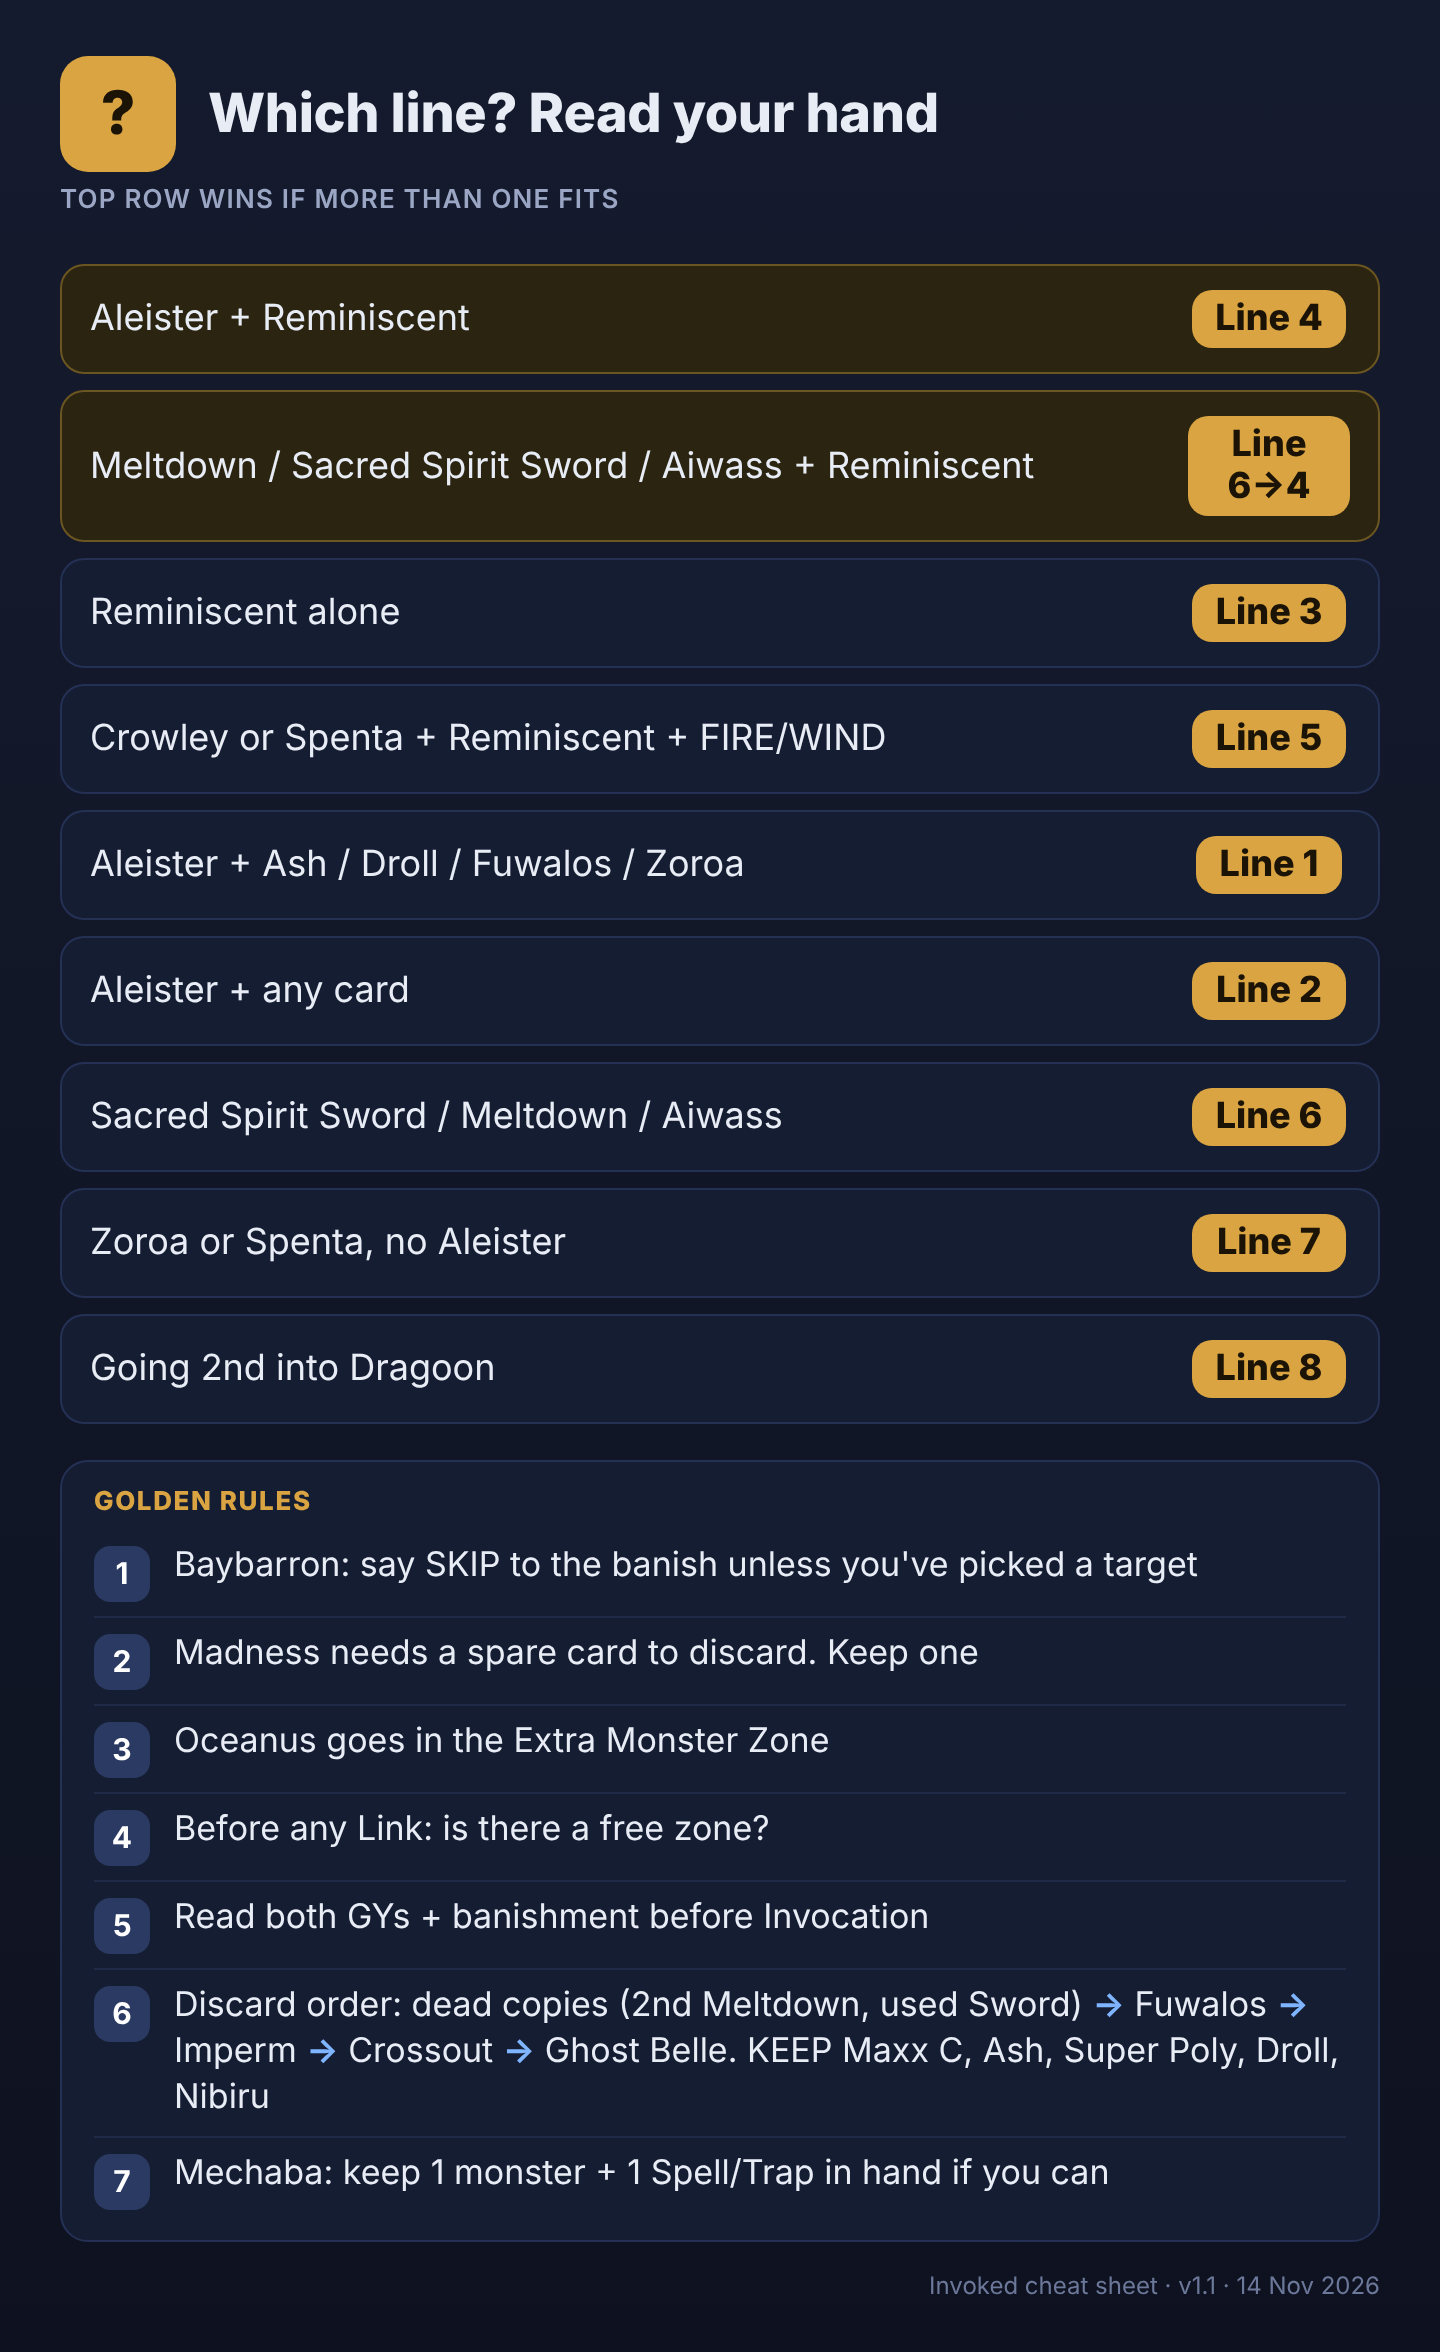 ?
Which line? Read your hand
TOP ROW WINS IF MORE THAN ONE FITS
Aleister + Reminiscent
Line 4
Meltdown / Sacred Spirit Sword / Aiwass + Reminiscent
Line
6→4
Reminiscent alone
Line 3
Crowley or Spenta + Reminiscent + FIRE/WIND
Line 5
Aleister + Ash / Droll / Fuwalos / Zoroa
Line 1
Aleister + any card
Line 2
Sacred Spirit Sword / Meltdown / Aiwass
Line 6
Zoroa or Spenta, no Aleister
Line 7
Going 2nd into Dragoon
Line 8
GOLDEN RULES
1 Baybarron: say SKIP to the banish unless you've picked a target
2 Madness needs a spare card to discard. Keep one
3 Oceanus goes in the Extra Monster Zone
4 Before any Link: is there a free zone?
5 Read both GYs + banishment before Invocation
6 Discard order: dead copies (2nd Meltdown, used Sword) → Fuwalos →
Imperm → Crossout → Ghost Belle. KEEP Maxx C, Ash, Super Poly, Droll,
Nibiru
7 Mechaba: keep 1 monster + 1 Spell/Trap in hand if you can
Invoked cheat sheet · v1.1 · 14 Nov 2026